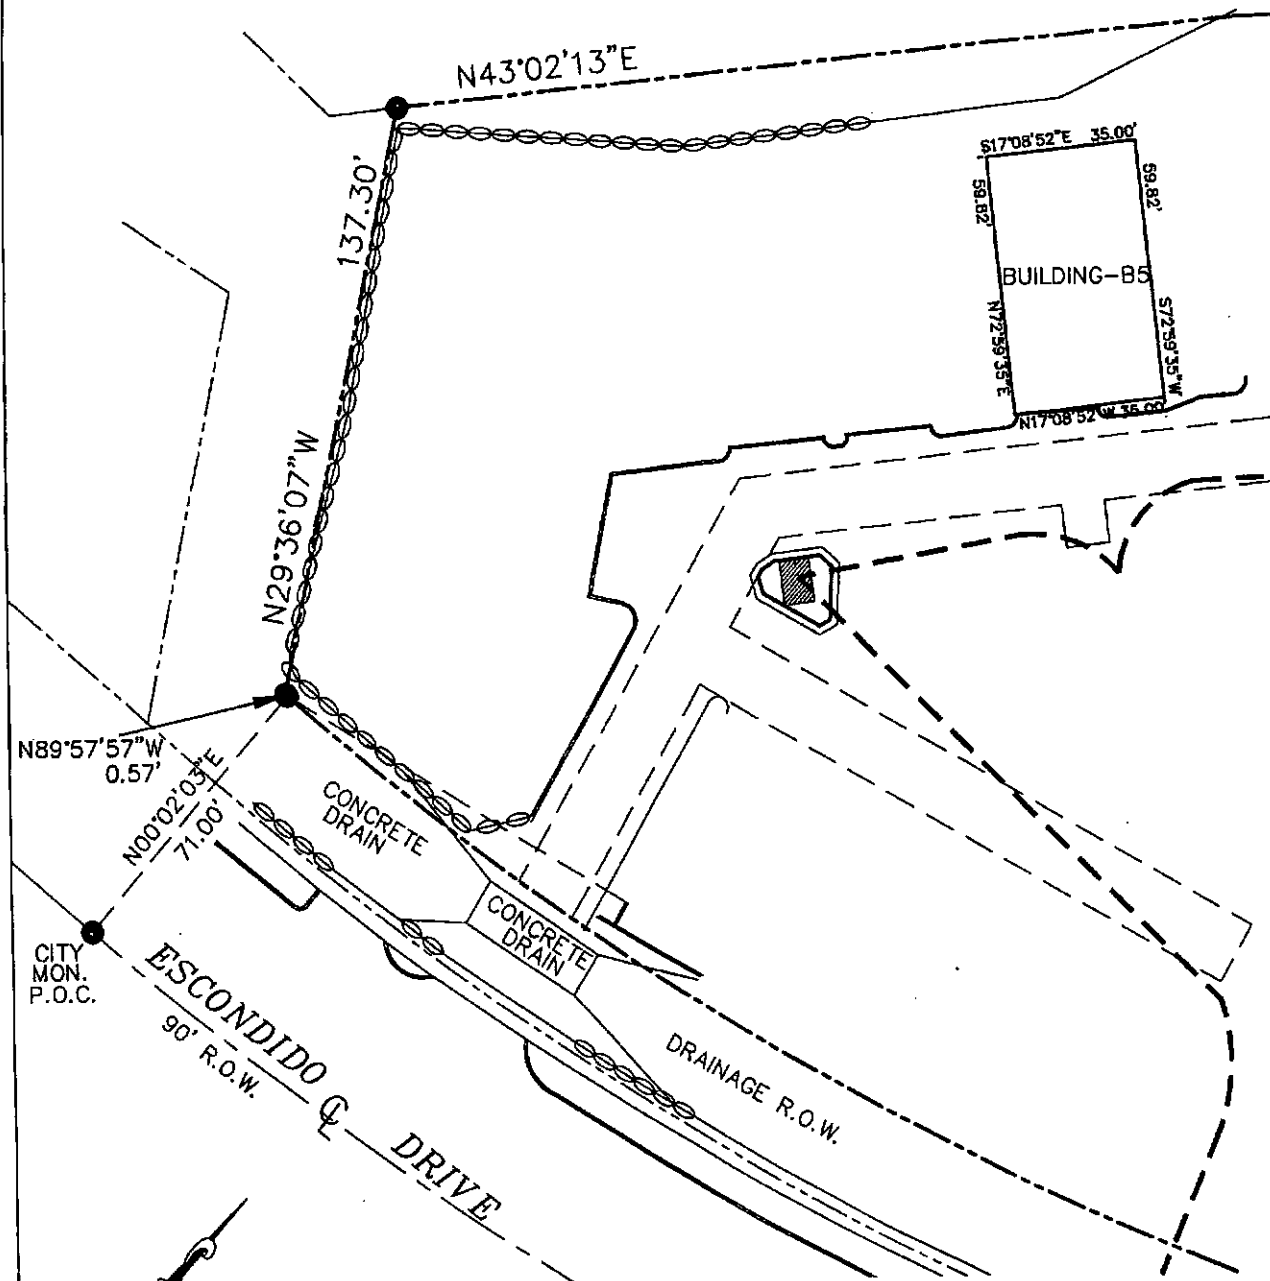 N43°02'13"E
137.30'
N29°36'07"W
S17°08'52"E 35.00'
59.82'
59.82'
BUILDING-B5
N72°59'35"E
S72°59'35"W
N17°08'52"W 35.00
N89°57'57"W
0.57'
N00°02'03"E
71.00'
CONCRETE
DRAIN
CONCRETE
DRAIN
CITY
MON.
P.O.C.
ESCONDIDO ℄ DRIVE
90' R.O.W.
DRAINAGE R.O.W.